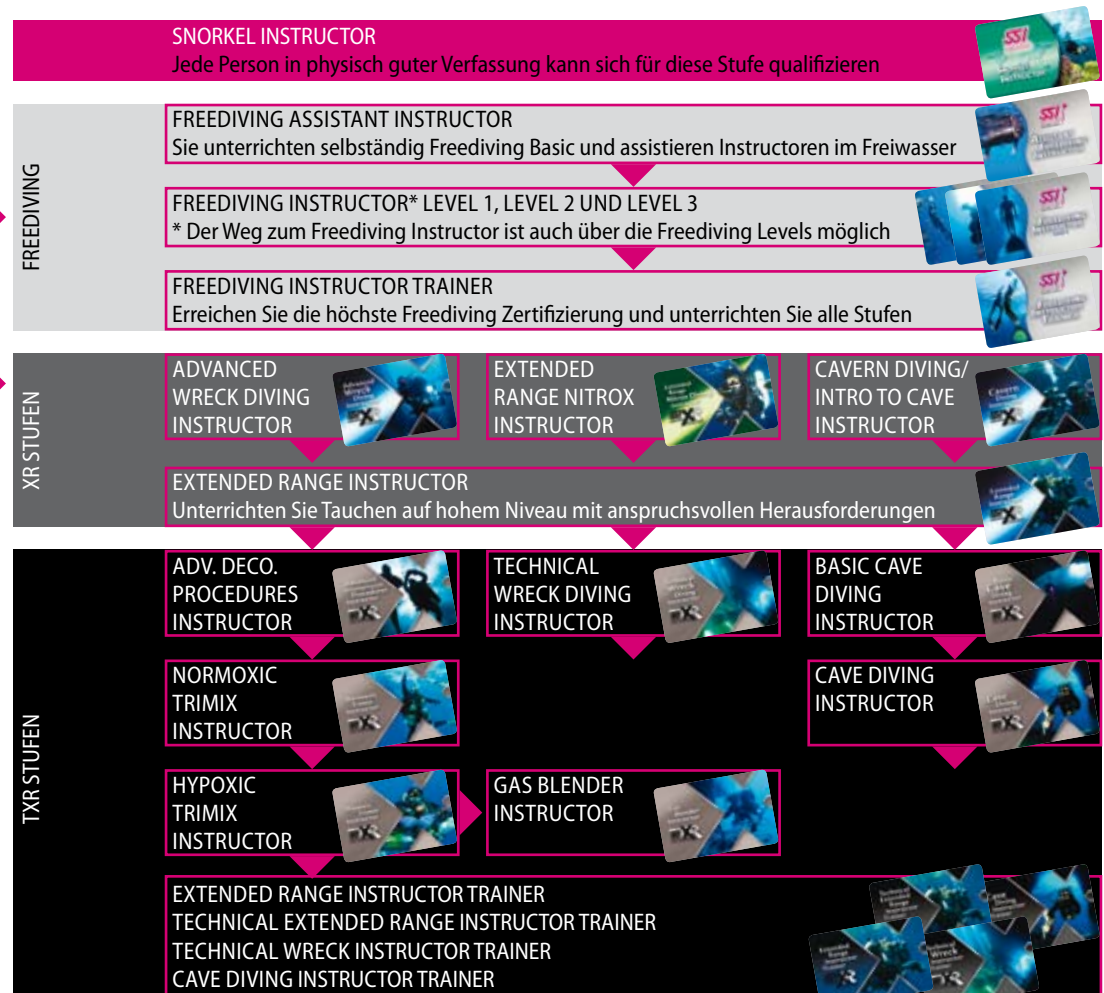 SNORKEL INSTRUCTOR
Jede Person in physisch guter Verfassung kann sich für diese Stufe qualifizieren
SSI
FREEDIVING
FREEDIVING ASSISTANT INSTRUCTOR
Sie unterrichten selbständig Freediving Basic und assistieren Instructoren im Freiwasser
SSI
FREEDIVING INSTRUCTOR* LEVEL 1, LEVEL 2 UND LEVEL 3
* Der Weg zum Freediving Instructor ist auch über die Freediving Levels möglich
SSI
FREEDIVING INSTRUCTOR TRAINER
Erreichen Sie die höchste Freediving Zertifizierung und unterrichten Sie alle Stufen
SSI
XR STUFEN
ADVANCED
WRECK DIVING
INSTRUCTOR
EXTENDED
RANGE NITROX
INSTRUCTOR
CAVERN DIVING/
INTRO TO CAVE
INSTRUCTOR
EXTENDED RANGE INSTRUCTOR
Unterrichten Sie Tauchen auf hohem Niveau mit anspruchsvollen Herausforderungen
TXR STUFEN
ADV. DECO.
PROCEDURES
INSTRUCTOR
TECHNICAL
WRECK DIVING
INSTRUCTOR
BASIC CAVE
DIVING
INSTRUCTOR
NORMOXIC
TRIMIX
INSTRUCTOR
CAVE DIVING
INSTRUCTOR
HYPOXIC
TRIMIX
INSTRUCTOR
GAS BLENDER
INSTRUCTOR
EXTENDED RANGE INSTRUCTOR TRAINER
TECHNICAL EXTENDED RANGE INSTRUCTOR TRAINER
TECHNICAL WRECK INSTRUCTOR TRAINER
CAVE DIVING INSTRUCTOR TRAINER